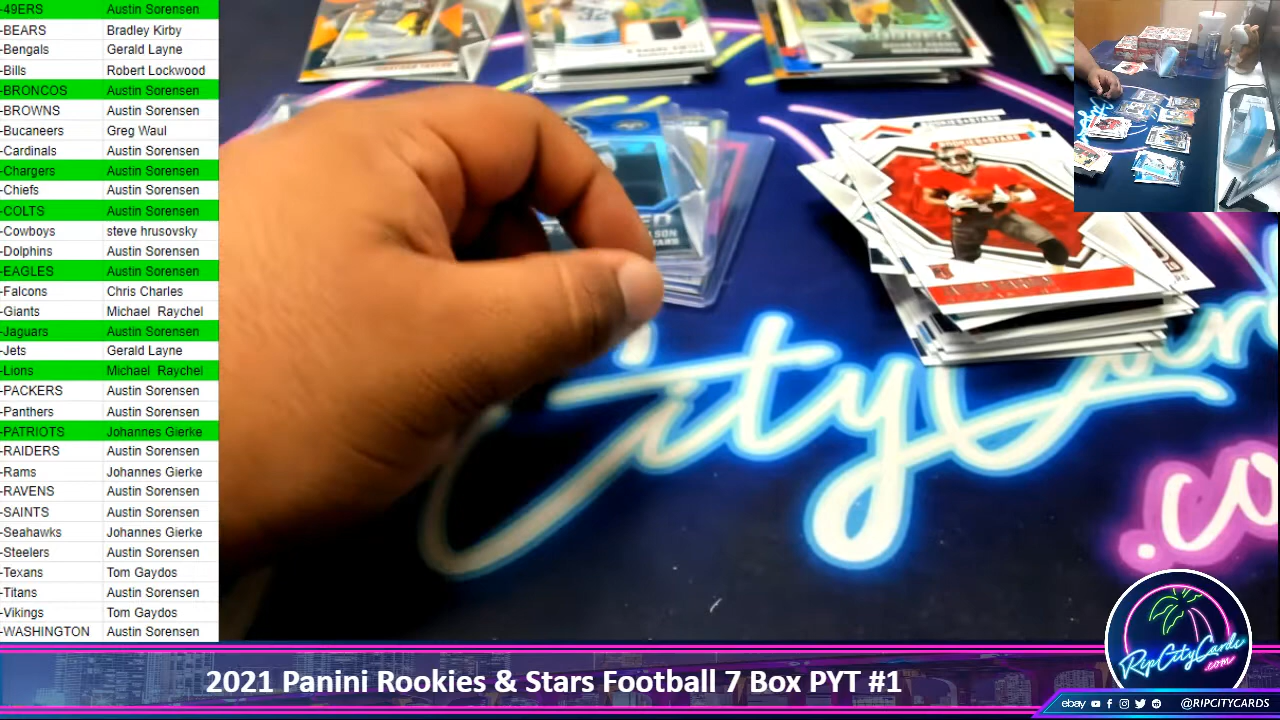 -49ERS Austin Sorensen
-BEARS Bradley Kirby
-Bengals Gerald Layne
-Bills Robert Lockwood
-BRONCOS Austin Sorensen
-BROWNS Austin Sorensen
-Bucaneers Greg Waul
-Cardinals Austin Sorensen
-Chargers Austin Sorensen
-Chiefs Austin Sorensen
-COLTS Austin Sorensen
-Cowboys steve hrusovsky
-Dolphins Austin Sorensen
-EAGLES Austin Sorensen
-Falcons Chris Charles
-Giants Michael Raychel
-Jaguars Austin Sorensen
-Jets Gerald Layne
-Lions Michael Raychel
-PACKERS Austin Sorensen
-Panthers Austin Sorensen
-PATRIOTS Johannes Gierke
-RAIDERS Austin Sorensen
-Rams Johannes Gierke
-RAVENS Austin Sorensen
-SAINTS Austin Sorensen
-Seahawks Johannes Gierke
-Steelers Austin Sorensen
-Texans Tom Gaydos
-Titans Austin Sorensen
-Vikings Tom Gaydos
-WASHINGTON Austin Sorensen
ROOKIES & STARS
.co
RipCityCards
.com
2021 Panini Rookies & Stars Football 7 Box PYT #1
ebay @RIPCITYCARDS